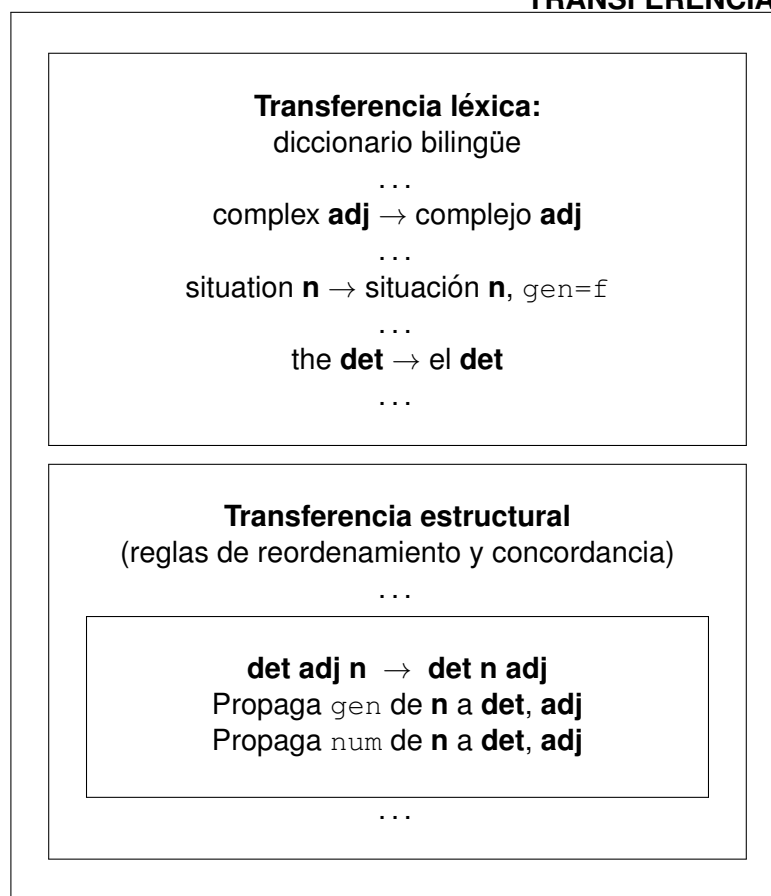 TRANSFERENCIA
Transferencia léxica:
diccionario bilingüe
. . .
complex adj → complejo adj
. . .
situation n → situación n, gen=f
. . .
the det → el det
. . .
Transferencia estructural
(reglas de reordenamiento y concordancia)
. . .
det adj n → det n adj
Propaga gen de n a det, adj
Propaga num de n a det, adj
. . .